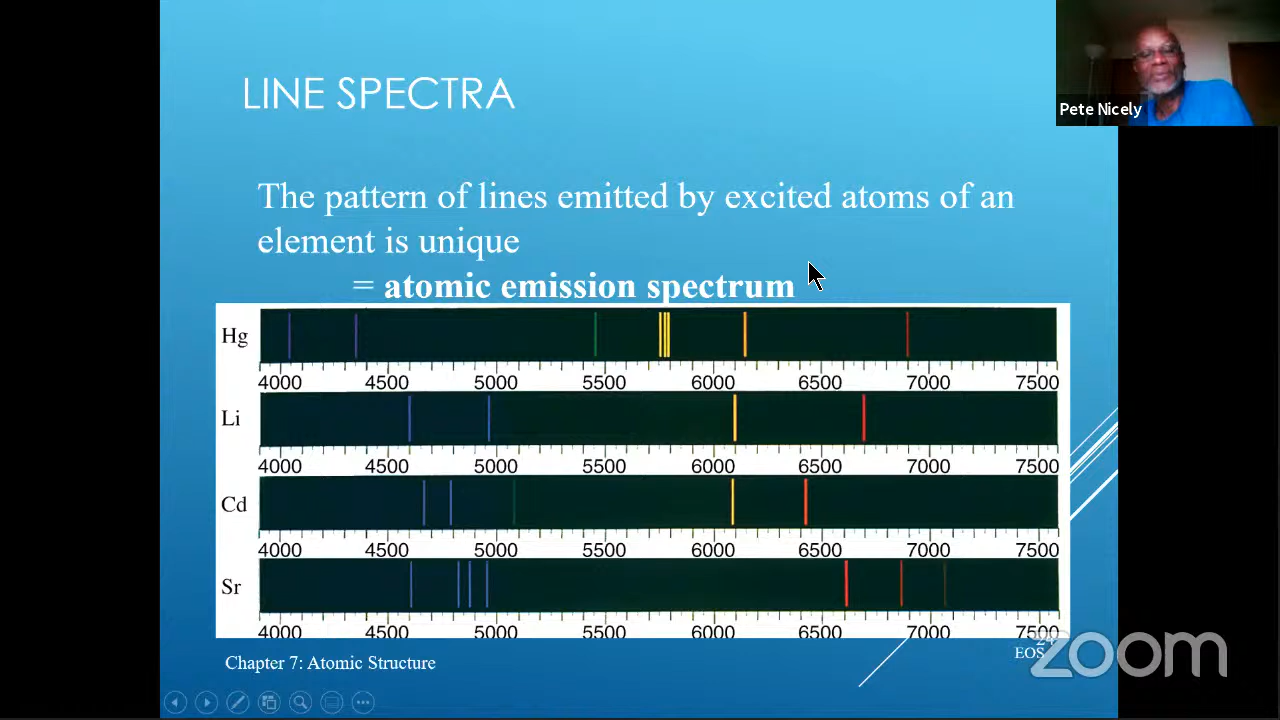 LINE SPECTRA
Pete Nicely
The pattern of lines emitted by excited atoms of an
element is unique
= atomic emission spectrum
Hg
4000 4500 5000 5500 6000 6500 7000 7500
Li
4000 4500 5000 5500 6000 6500 7000 7500
Cd
4000 4500 5000 5500 6000 6500 7000 7500
Sr
4000 4500 5000 5500 6000 6500 7000 7500
Chapter 7: Atomic Structure
EOS
zoom